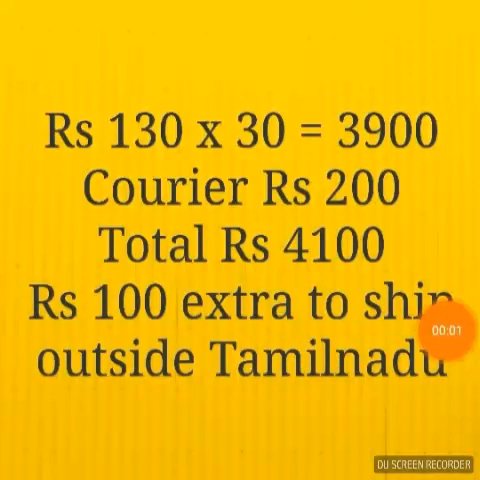 Rs 130 x 30 = 3900
Courier Rs 200
Total Rs 4100
Rs 100 extra to ship
outside Tamilnadu
00:01
DU SCREEN RECORDER